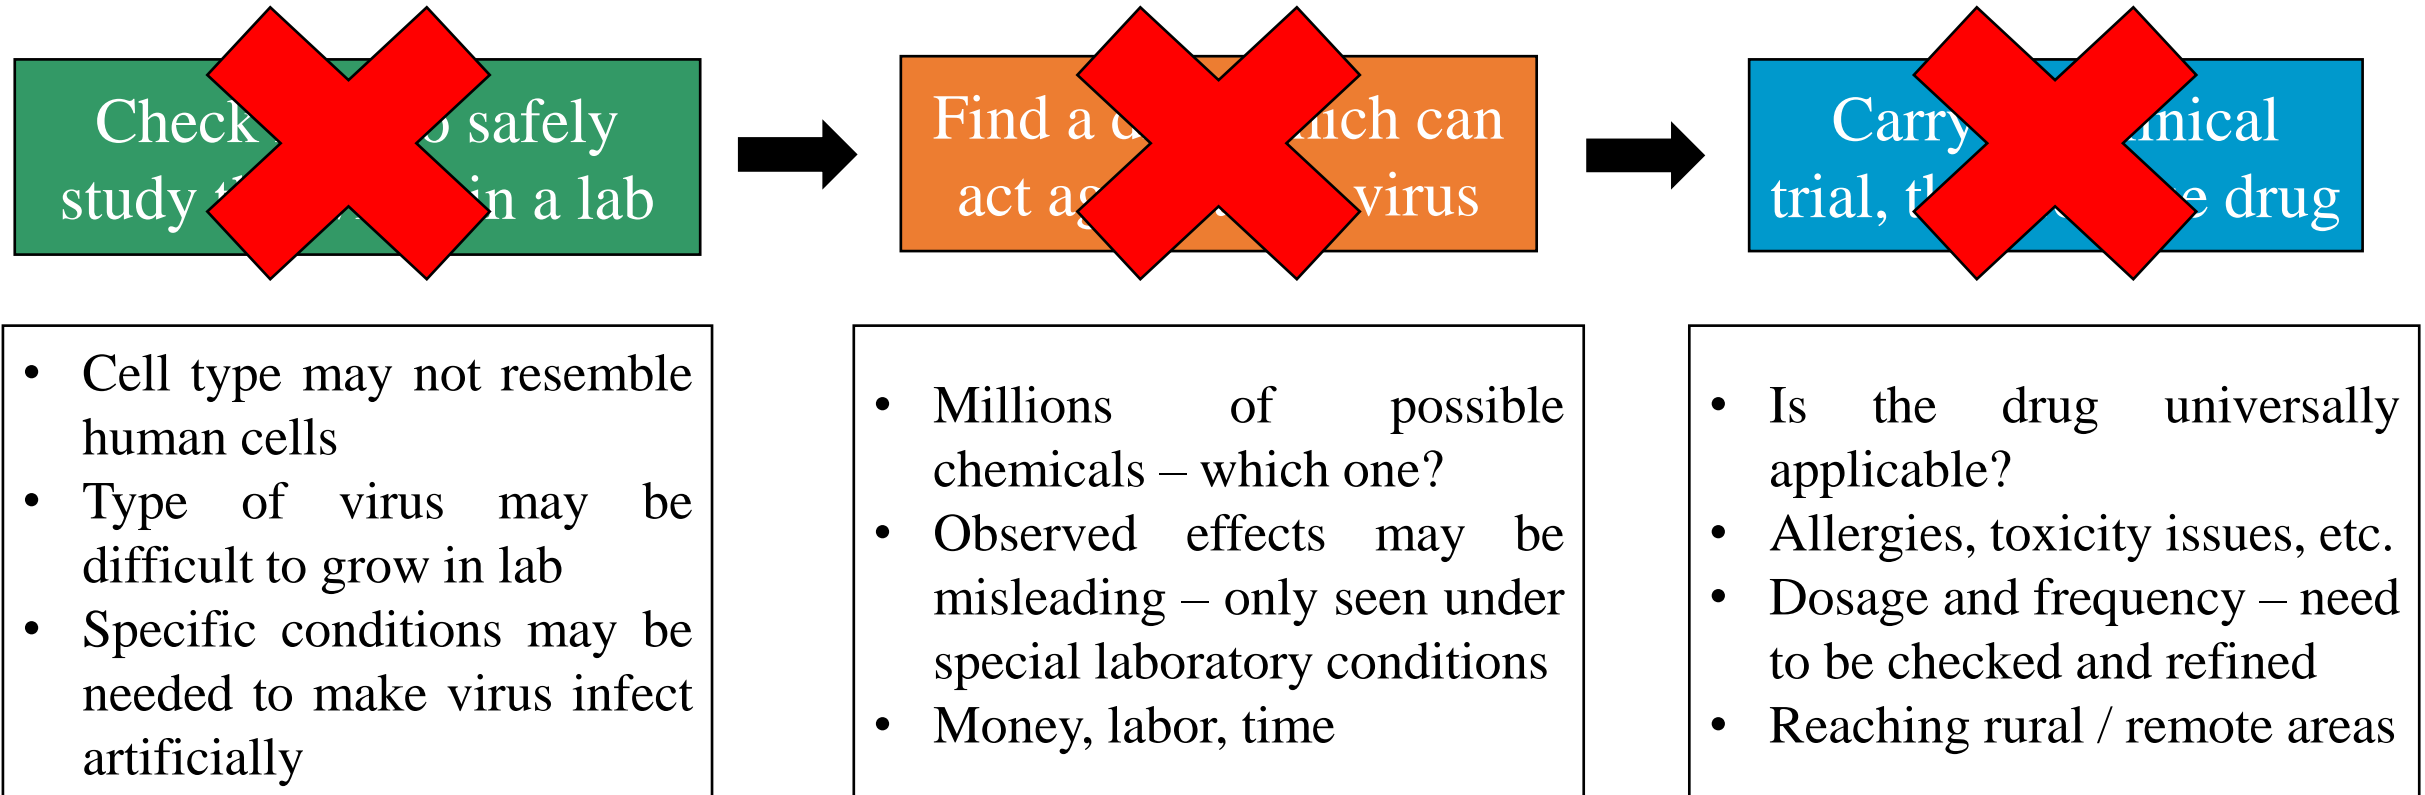 Check safely
study in a lab
Find a which can
act virus
Carry clinical
trial, drug
• Cell type may not resemble
human cells
• Type of virus may be
difficult to grow in lab
• Specific conditions may be
needed to make virus infect
artificially
• Millions of possible
chemicals – which one?
• Observed effects may be
misleading – only seen under
special laboratory conditions
• Money, labor, time
• Is the drug universally
applicable?
• Allergies, toxicity issues, etc.
• Dosage and frequency – need
to be checked and refined
• Reaching rural / remote areas